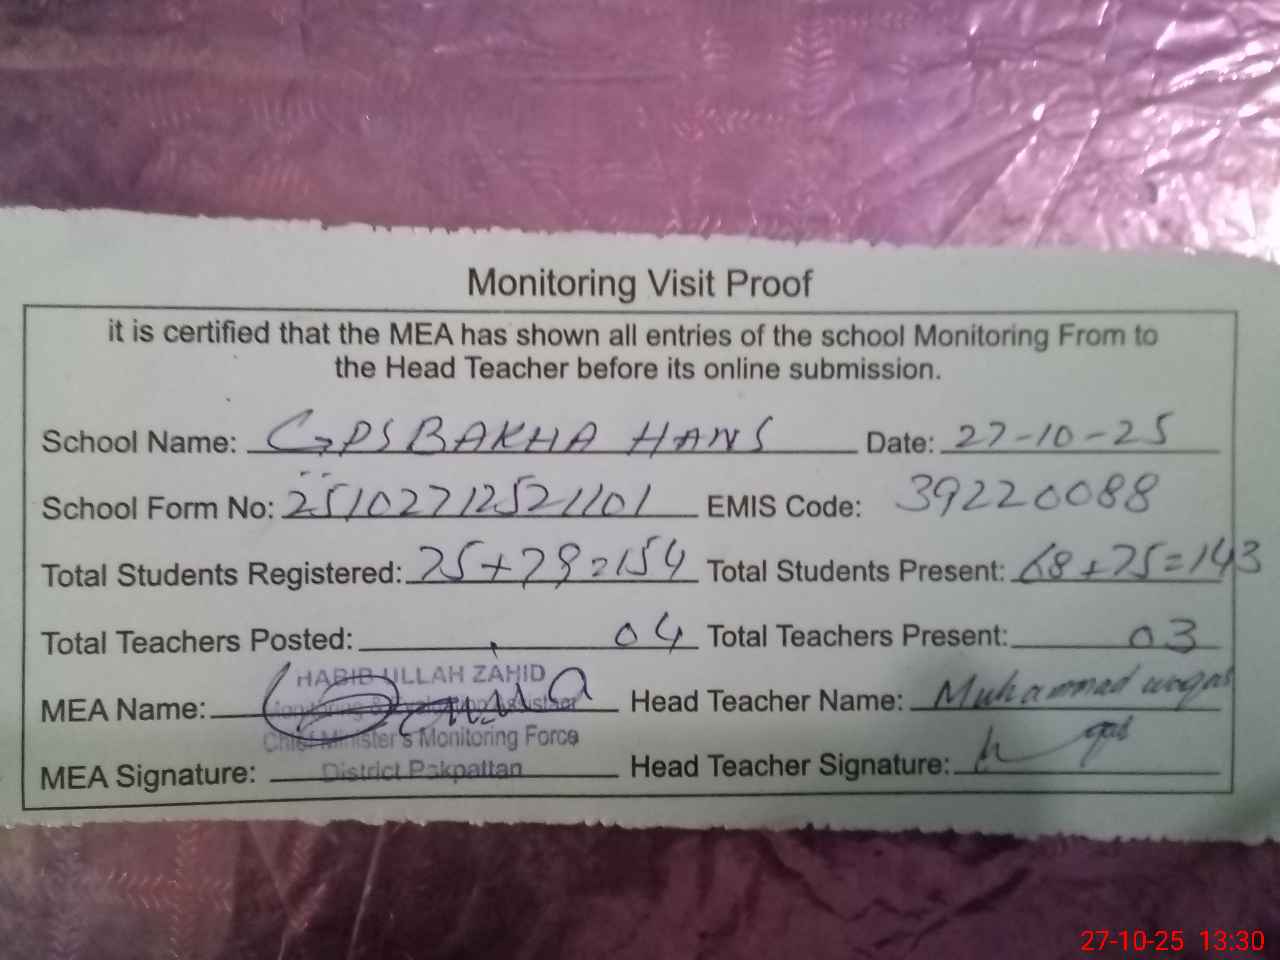 Monitoring Visit Proof
it is certified that the MEA has shown all entries of the school Monitoring From to
the Head Teacher before its online submission.
School Name: GPS BAKHA HANS Date: 27-10-25
School Form No: 25102712521101 EMIS Code: 39220088
Total Students Registered: 75+79=154 Total Students Present: 68+75=143
Total Teachers Posted: 04 Total Teachers Present: 03
HABIB ULLAH ZAHID
MEA Name: Head Teacher Name: Muhammad waqas
Monitoring & Assistant
Chief Minister's Monitoring Force
MEA Signature: District Pakpattan Head Teacher Signature:
27-10-25 13:30